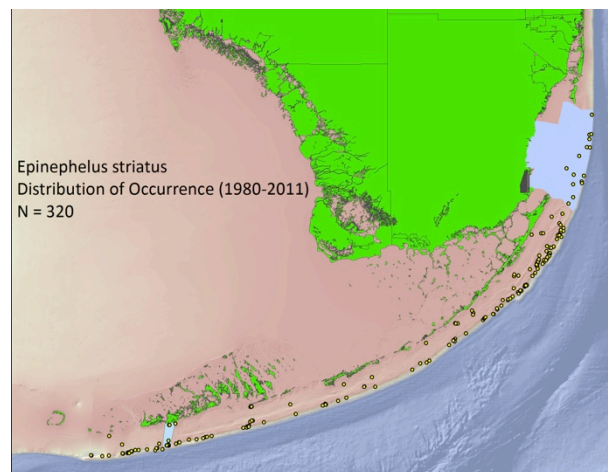 Epinephelus striatus
Distribution of Occurrence (1980-2011)
N = 320